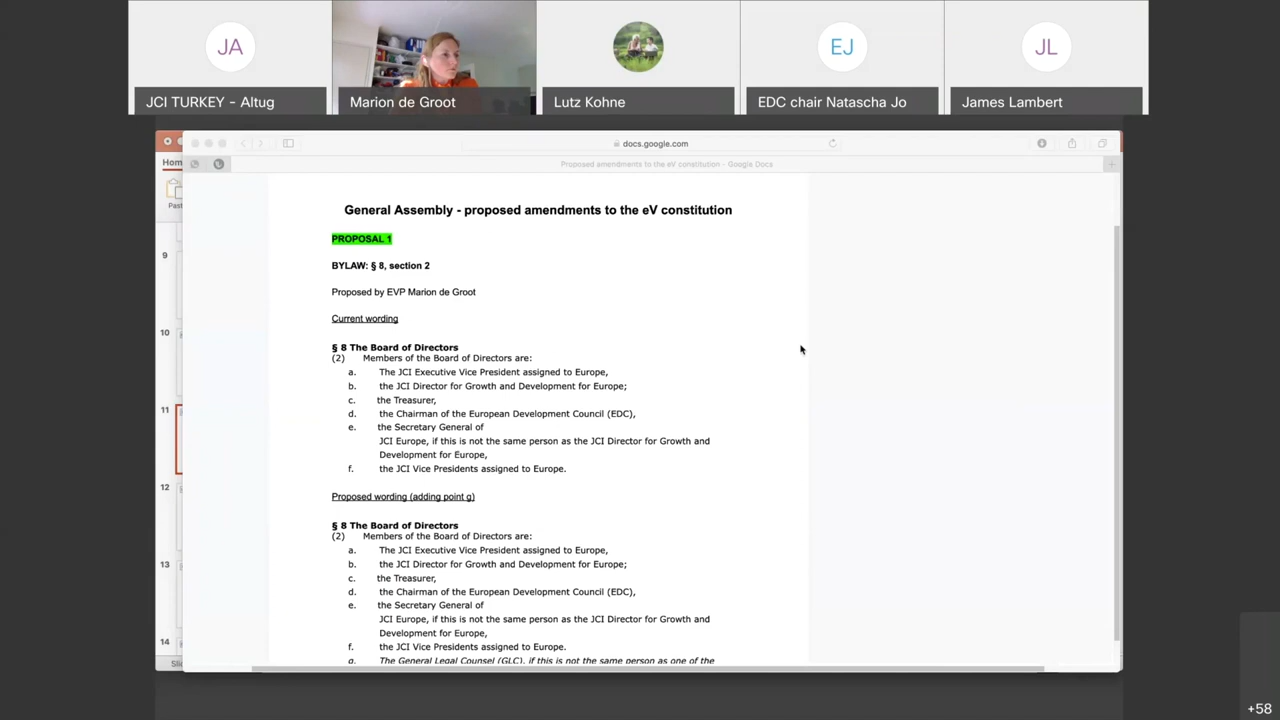 JA
EJ
JL
JCI TURKEY - Altug
Marion de Groot
Lutz Kohne
EDC chair Natascha Jo
James Lambert
docs.google.com
Proposed amendments to the eV constitution - Google Docs
Hom
Past
9
10
11
12
13
14
Sli
General Assembly - proposed amendments to the eV constitution
PROPOSAL 1
BYLAW: § 8, section 2
Proposed by EVP Marion de Groot
Current wording
§ 8 The Board of Directors
(2) Members of the Board of Directors are:
a. The JCI Executive Vice President assigned to Europe,
b. the JCI Director for Growth and Development for Europe;
c. the Treasurer,
d. the Chairman of the European Development Council (EDC),
e. the Secretary General of
JCI Europe, if this is not the same person as the JCI Director for Growth and
Development for Europe,
f. the JCI Vice Presidents assigned to Europe.
Proposed wording (adding point g)
§ 8 The Board of Directors
(2) Members of the Board of Directors are:
a. The JCI Executive Vice President assigned to Europe,
b. the JCI Director for Growth and Development for Europe;
c. the Treasurer,
d. the Chairman of the European Development Council (EDC),
e. the Secretary General of
JCI Europe, if this is not the same person as the JCI Director for Growth and
Development for Europe,
f. the JCI Vice Presidents assigned to Europe.
g. The General Legal Counsel (GLC), if this is not the same person as one of the
+58